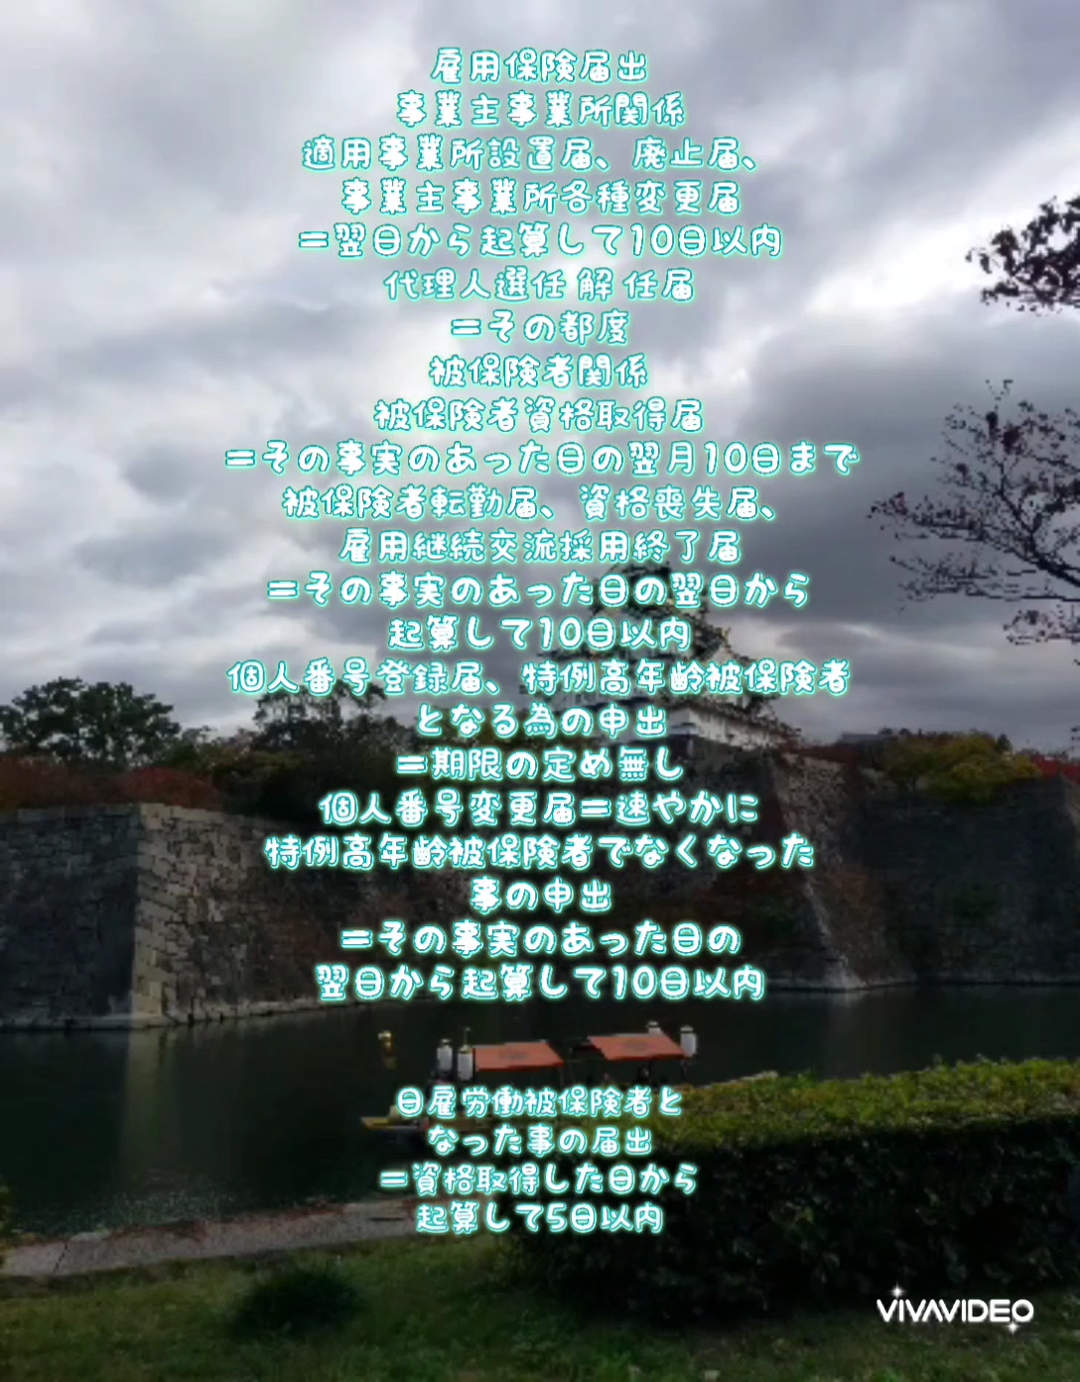 雇用保険届出
事業主事業所関係
適用事業所設置届、廃止届、
事業主事業所各種変更届
＝翌日から起算して10日以内
代理人選任 解 任届
＝その都度
被保険者関係
被保険者資格取得届
＝その事実のあった日の翌月10日まで
被保険者転勤届、資格喪失届、
雇用継続交流採用終了届
＝その事実のあった日の翌日から
起算して10日以内
個人番号登録届、特例高年齢被保険者
となる為の申出
＝期限の定め無し
個人番号変更届＝速やかに
特例高年齢被保険者でなくなった
事の申出
＝その事実のあった日の
翌日から起算して10日以内
日雇労働被保険者と
なった事の届出
＝資格取得した日から
起算して5日以内
VIVAVIDEO